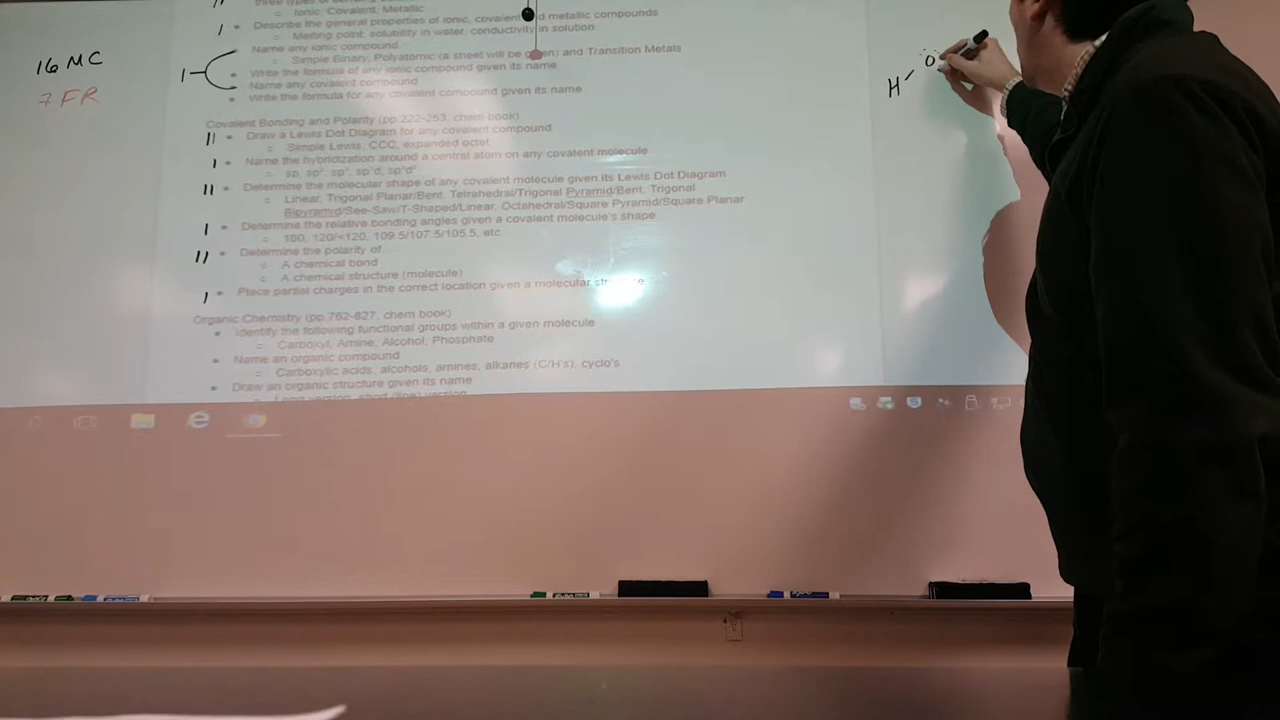 16 MC
7 FR
Ionic, Covalent, Metallic
Describe the general properties of ionic, covalent and metallic compounds
Melting point, solubility in water, conductivity in solution
1 Name any ionic compound
Simple Binary, Polyatomic (a sheet will be given) and Transition Metals
Write the formula of any ionic compound given its name
Name any covalent compound
Write the formula for any covalent compound given its name
Covalent Bonding and Polarity (pp.222-253, chem book)
11 Draw a Lewis Dot Diagram for any covalent compound
Simple Lewis, CCC, expanded octet
1 Name the hybridization around a central atom on any covalent molecule
sp, sp², sp³, sp³d, sp³d²
11 Determine the molecular shape of any covalent molecule given its Lewis Dot Diagram
Linear, Trigonal Planar/Bent, Tetrahedral/Trigonal Pyramid/Bent, Trigonal
Bipyramid/See-Saw/T-Shaped/Linear, Octahedral/Square Pyramid/Square Planar
1 Determine the relative bonding angles given a covalent molecule's shape
180, 120/<120, 109.5/107.5/105.5, etc
11 Determine the polarity of...
A chemical bond
A chemical structure (molecule)
1 Place partial charges in the correct location given a molecular structure
Organic Chemistry (pp.762-827, chem book)
Identify the following functional groups within a given molecule
Carboxyl, Amine, Alcohol, Phosphate
Name an organic compound
Carboxylic acids, alcohols, amines, alkanes (C/H's), cyclo's
Draw an organic structure given its name
O
H